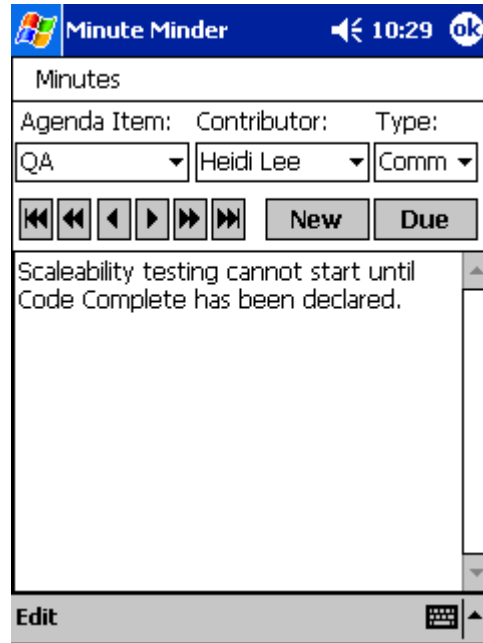 Minute Minder 10:29 ok
Minutes
Agenda Item: Contributor: Type:
QA Heidi Lee Comm
New Due
Scaleability testing cannot start until
Code Complete has been declared.
Edit